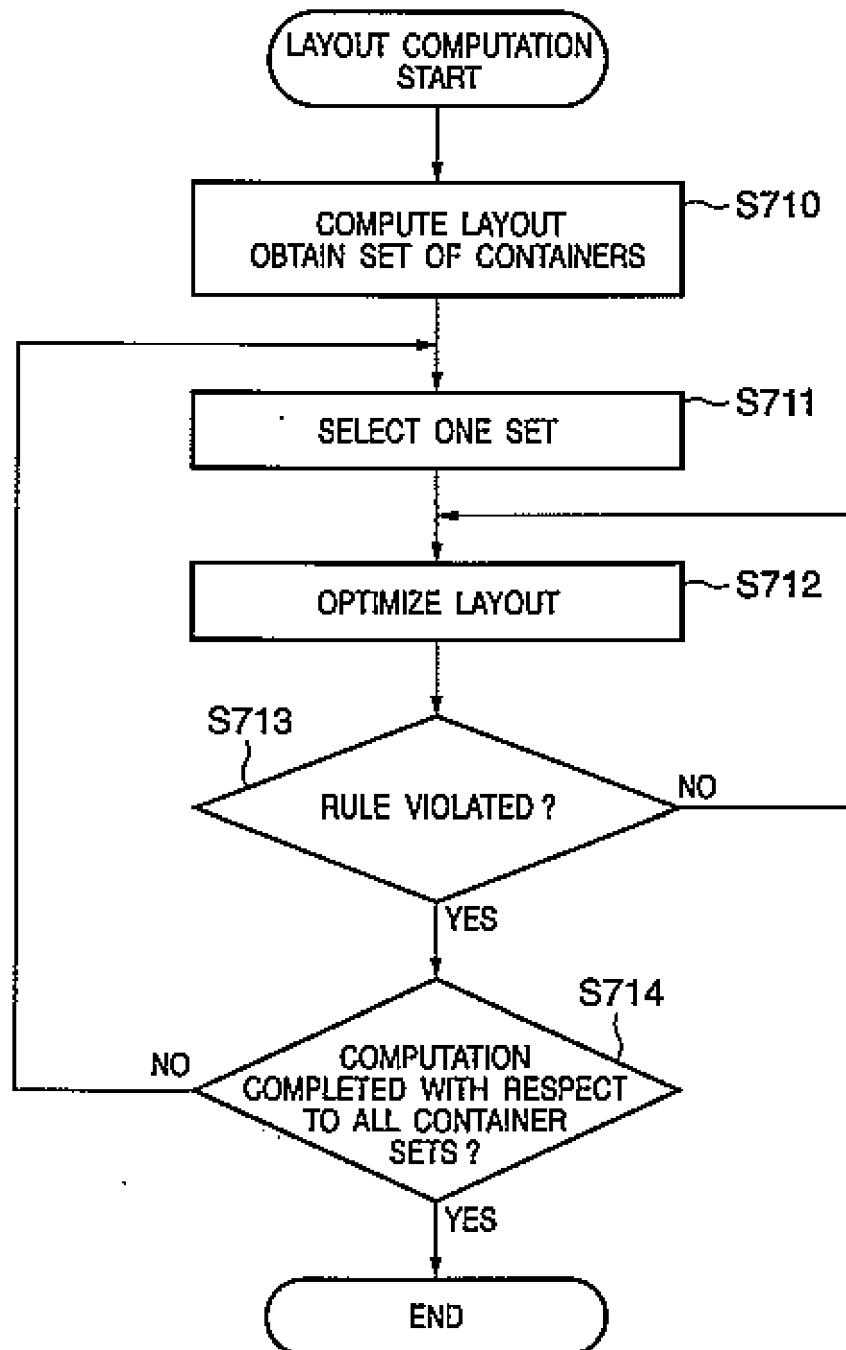 LAYOUT COMPUTATION
START
S710
COMPUTE LAYOUT
OBTAIN SET OF CONTAINERS
S711
SELECT ONE SET
S712
OPTIMIZE LAYOUT
S713
RULE VIOLATED ?
NO
YES
S714
NO
COMPUTATION
COMPLETED WITH RESPECT
TO ALL CONTAINER
SETS ?
YES
END